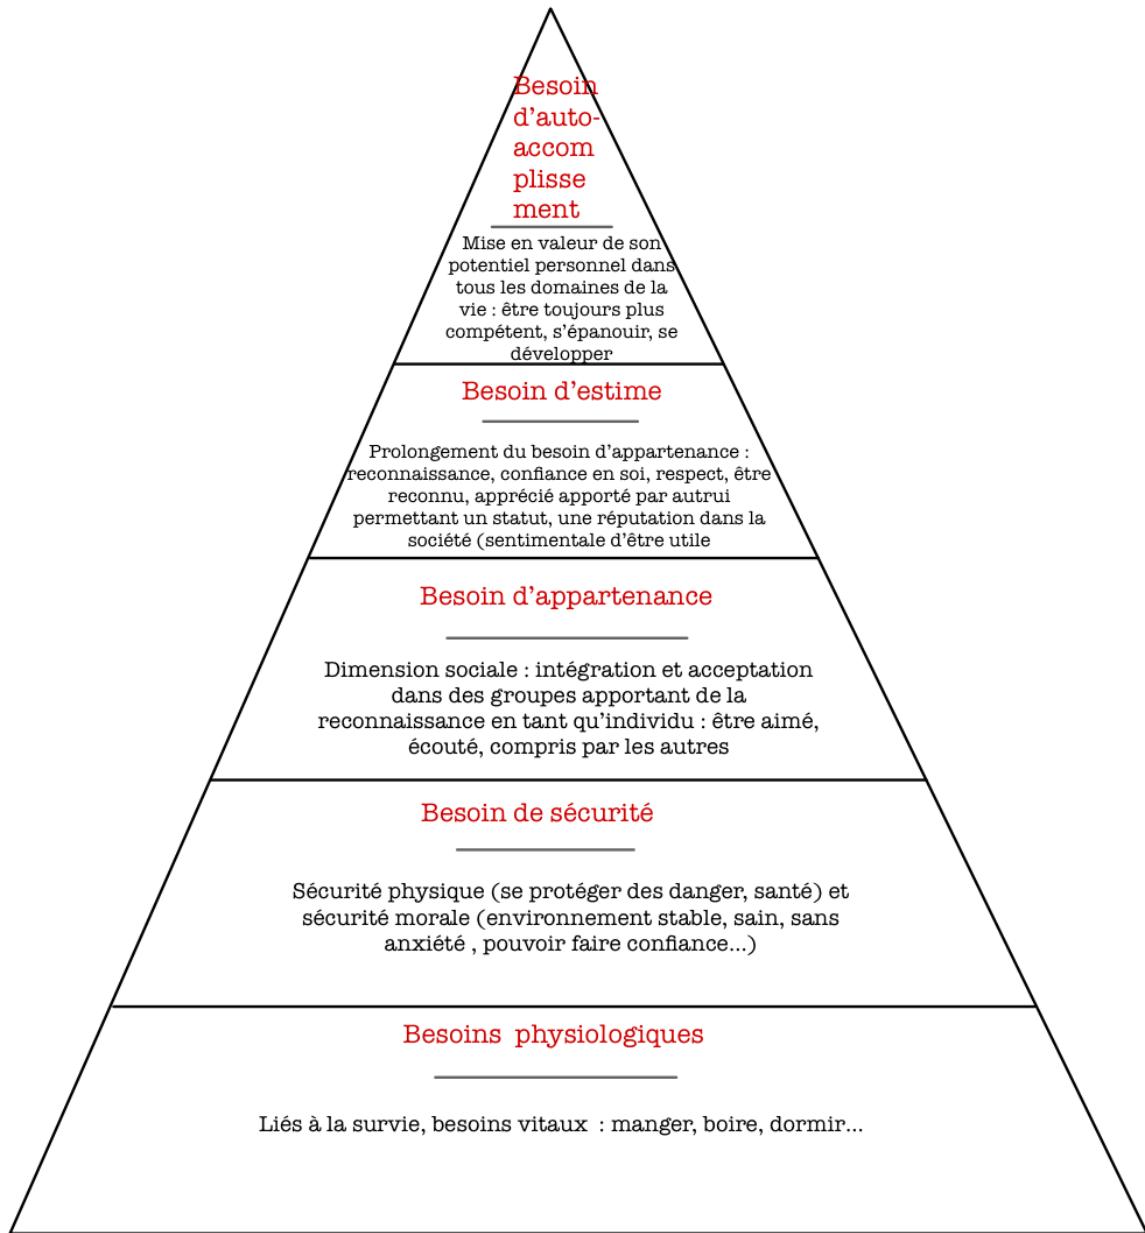 Besoin
d'auto-
accom
plisse
ment
Mise en valeur de son
potentiel personnel dans
tous les domaines de la
vie : être toujours plus
compétent, s'épanouir, se
développer
Besoin d'estime
Prolongement du besoin d'appartenance :
reconnaissance, confiance en soi, respect, être
reconnu, apprécié apporté par autrui
permettant un statut, une réputation dans la
société (sentimentale d'être utile
Besoin d'appartenance
Dimension sociale : intégration et acceptation
dans des groupes apportant de la
reconnaissance en tant qu'individu : être aimé,
écouté, compris par les autres
Besoin de sécurité
Sécurité physique (se protéger des danger, santé) et
sécurité morale (environnement stable, sain, sans
anxiété , pouvoir faire confiance...)
Besoins  physiologiques
Liés à la survie, besoins vitaux  : manger, boire, dormir...